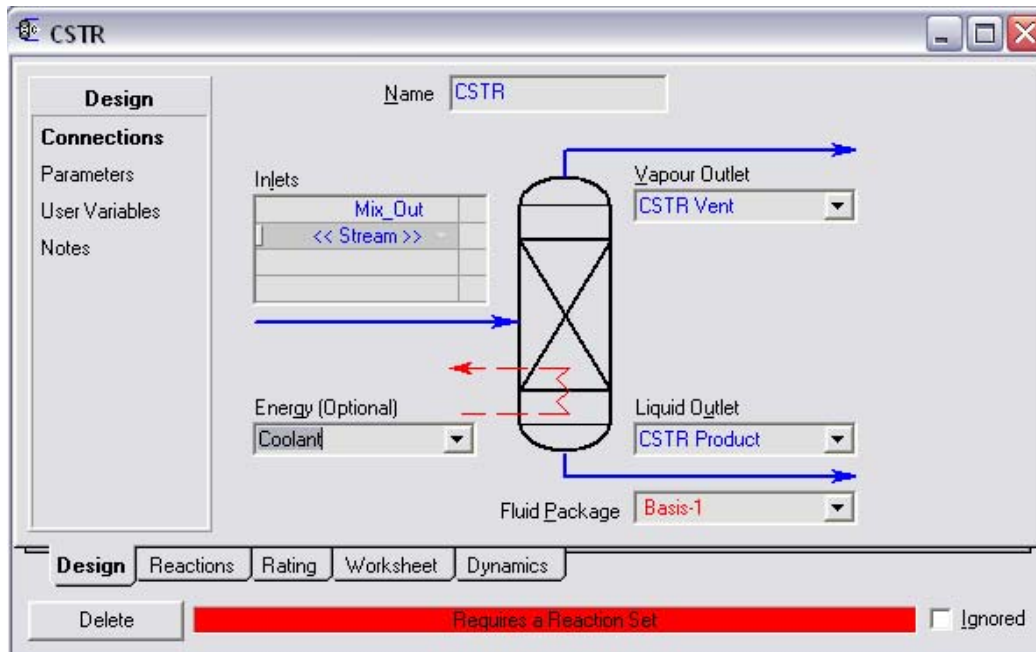 CSTR
Design
Connections
Parameters
User Variables
Notes
Name CSTR
Inlets
Mix_Out
<< Stream >>
Vapour Outlet
CSTR Vent
Energy (Optional)
Coolant
Liquid Outlet
CSTR Product
Fluid Package Basis-1
Design Reactions Rating Worksheet Dynamics
Delete Requires a Reaction Set Ignored